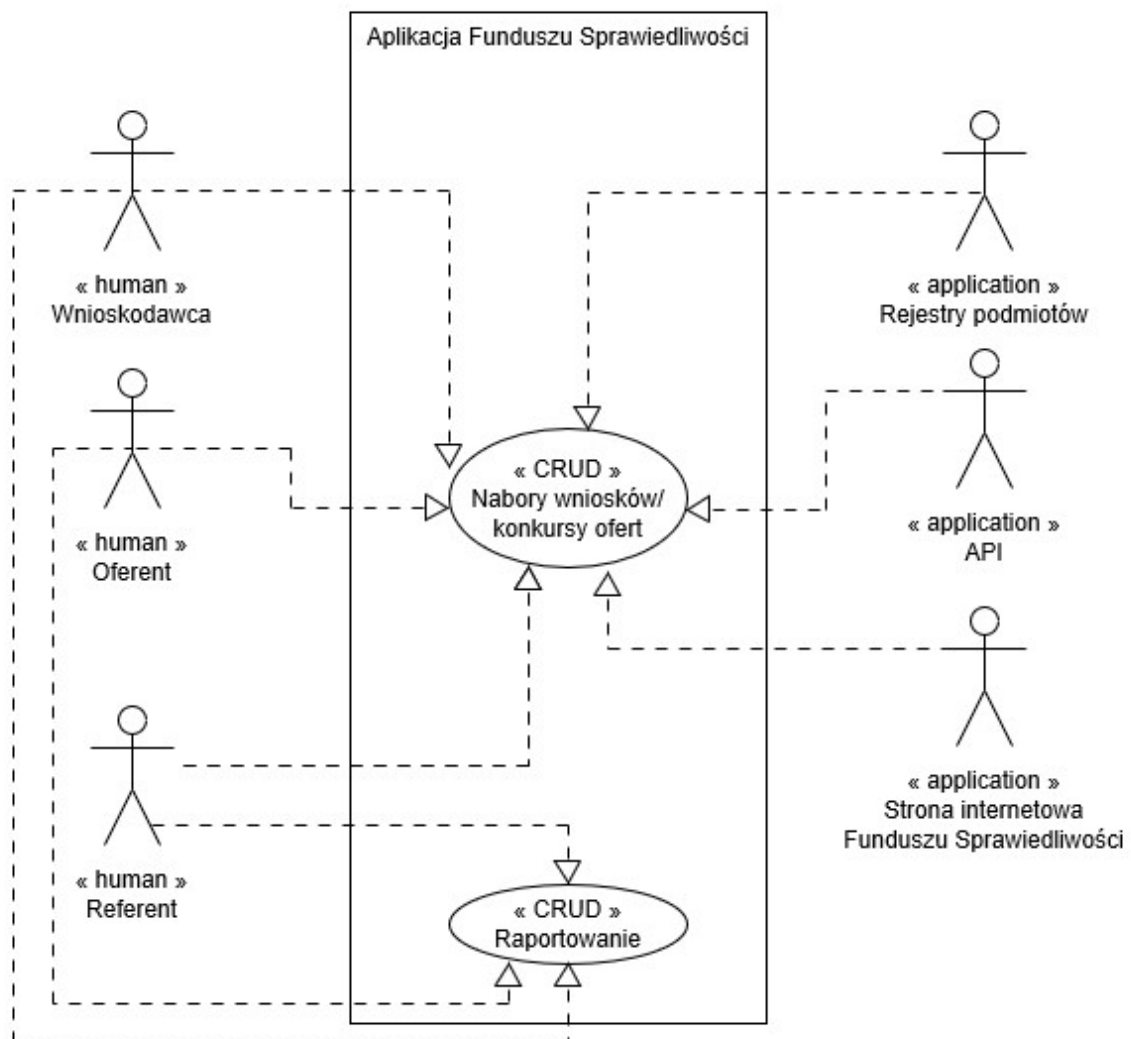 Aplikacja Funduszu Sprawiedliwości
« human »
Wnioskodawca
« application »
Rejestry podmiotów
« human »
Oferent
« CRUD »
Nabory wniosków/
konkursy ofert
« application »
API
« human »
Referent
« application »
Strona internetowa
Funduszu Sprawiedliwości
« CRUD »
Raportowanie